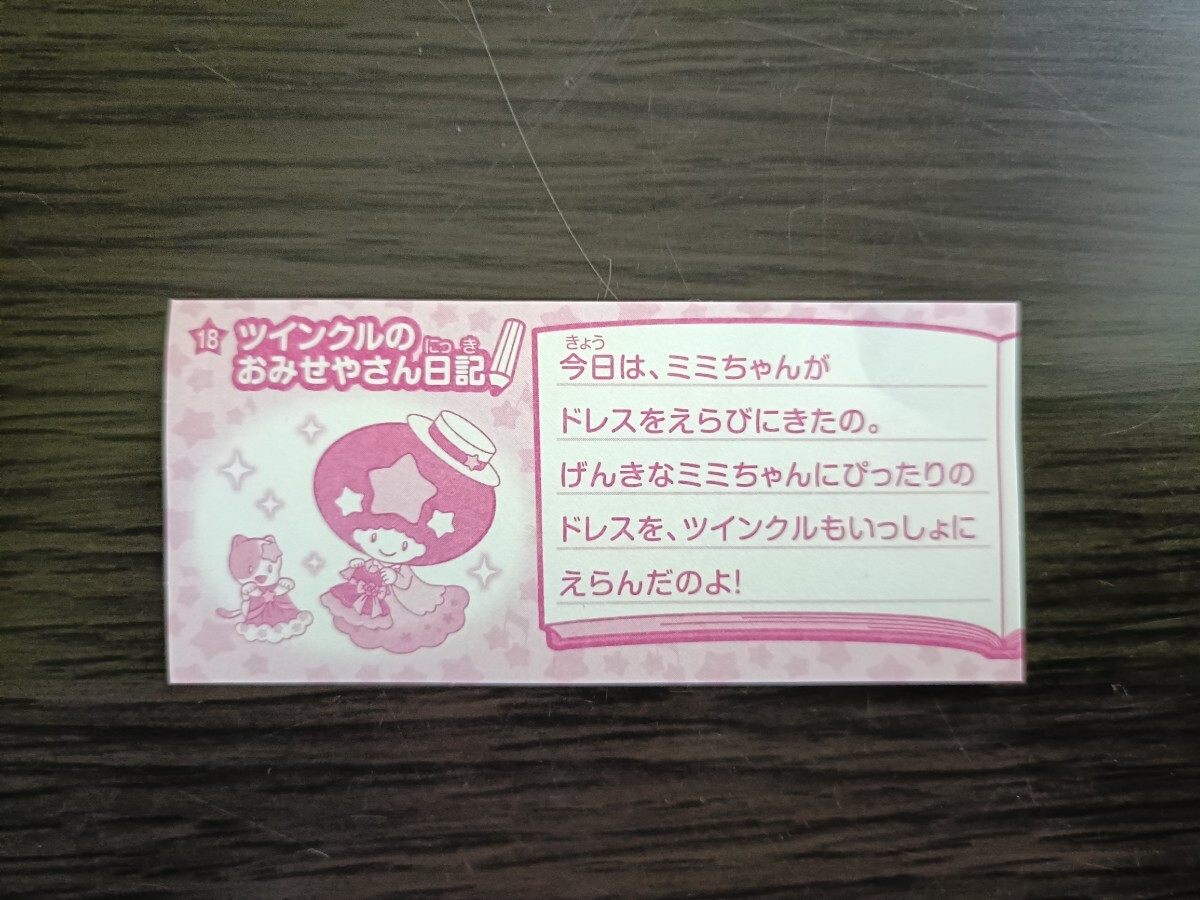 18
ツインクルの
おみせやさん日記
にっき
きょう
今日は、ミミちゃんが
ドレスをえらびにきたの。
げんきなミミちゃんにぴったりの
ドレスを、ツインクルもいっしょに
えらんだのよ!